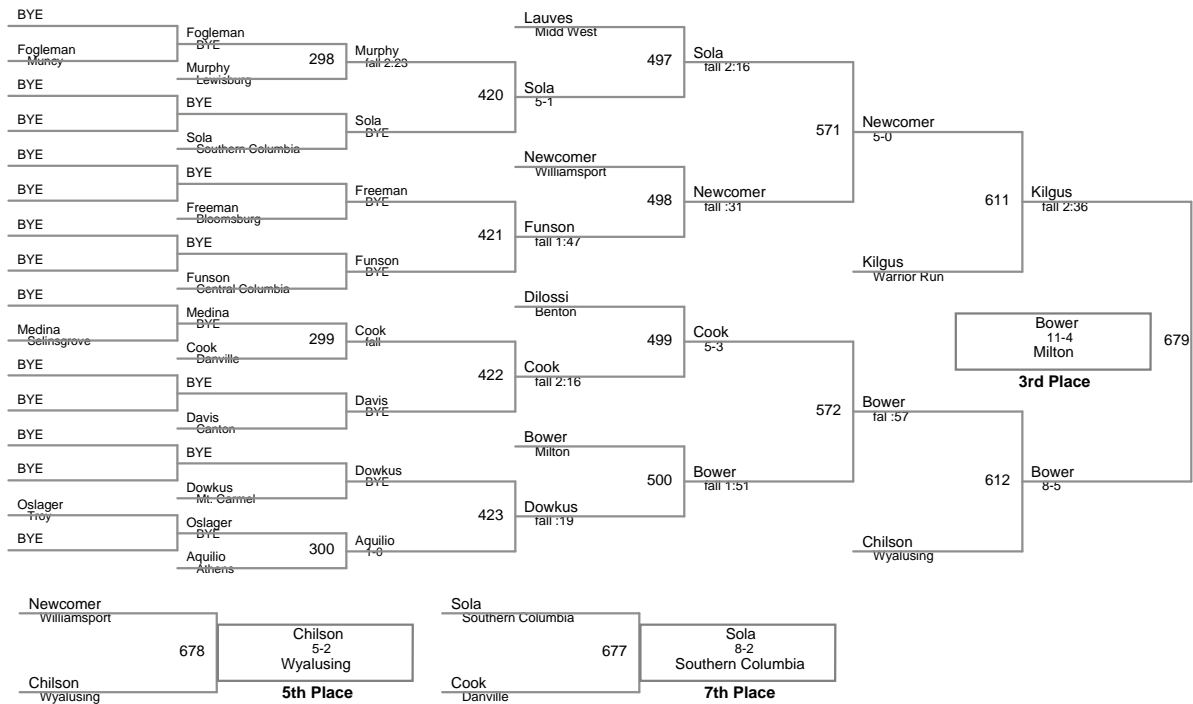 BYE
Fogleman
Muncy
BYE
BYE
BYE
BYE
BYE
BYE
BYE
Medina
Selinsgrove
BYE
BYE
BYE
BYE
Oslager
Troy
BYE
Fogleman
BYE
298
Murphy
Lewisburg
BYE
Sola
Southern Columbia
BYE
Freeman
Bloomsburg
BYE
Funson
Central Columbia
Medina
BYE
299
Cook
Danville
BYE
Davis
Canton
BYE
Dowkus
Mt. Carmel
Oslager
BYE
300
Aquilio
Athens
Murphy
fall 2:23
420
Sola
BYE
Freeman
BYE
421
Funson
BYE
Cook
fall
422
Davis
BYE
Dowkus
BYE
423
Aquilio
1-0
Lauves
Midd West
497
Sola
5-1
Newcomer
Williamsport
498
Funson
fall 1:47
Dilossi
Benton
499
Cook
fall 2:16
Bower
Milton
500
Dowkus
fall :19
Sola
fall 2:16
571
Newcomer
fall :31
Cook
5-3
572
Bower
fall 1:51
Newcomer
5-0
611
Kilgus
Warrior Run
Bower
fal :57
612
Chilson
Wyalusing
Kilgus
fall 2:36
Bower
11-4
Milton
679
3rd Place
Bower
8-5
Newcomer
Williamsport
678
Chilson
Wyalusing
Chilson
5-2
Wyalusing
5th Place
Sola
Southern Columbia
677
Cook
Danville
Sola
8-2
Southern Columbia
7th Place